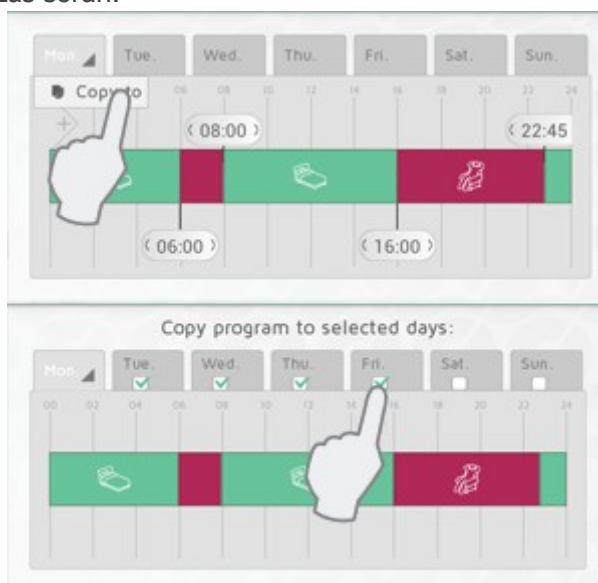 Mon. Tue. Wed. Thu. Fri. Sat. Sun.
Copy to
06 08 10 12 14 16 18 20 22 24
08:00 22:45
06:00 16:00
Copy program to selected days:
Mon. Tue. Wed. Thu. Fri. Sat. Sun.
00 02 04 06 08 10 12 14 16 18 20 22 24